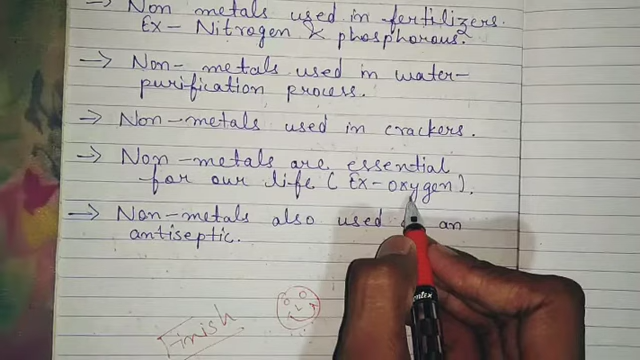 -> Non metals used in fertilizers.
Ex - Nitrogen & phosphorous.
-> Non- metals used in water-
purification process.
-> Non-metals used in crackers.
-> Non-metals are essential
for our life (Ex-oxygen).
-> Non-metals also used an
antiseptic.
Finish